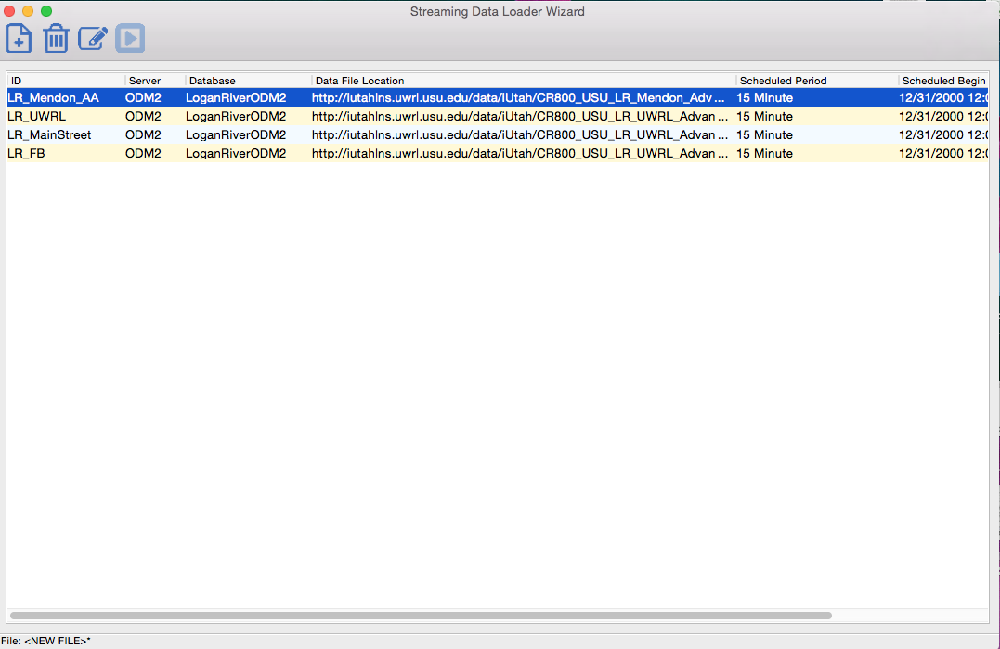 Streaming Data Loader Wizard
ID Server Database Data File Location Scheduled Period Scheduled Begin
LR_Mendon_AA ODM2 LoganRiverODM2 http://iutahlns.uwrl.usu.edu/data/iUtah/CR800_USU_LR_Mendon_Adv ... 15 Minute 12/31/2000 12:0
LR_UWRL ODM2 LoganRiverODM2 http://iutahlns.uwrl.usu.edu/data/iUtah/CR800_USU_LR_UWRL_Advan ... 15 Minute 12/31/2000 12:0
LR_MainStreet ODM2 LoganRiverODM2 http://iutahlns.uwrl.usu.edu/data/iUtah/CR800_USU_LR_UWRL_Advan ... 15 Minute 12/31/2000 12:0
LR_FB ODM2 LoganRiverODM2 http://iutahlns.uwrl.usu.edu/data/iUtah/CR800_USU_LR_UWRL_Advan ... 15 Minute 12/31/2000 12:0
File: <NEW FILE>*